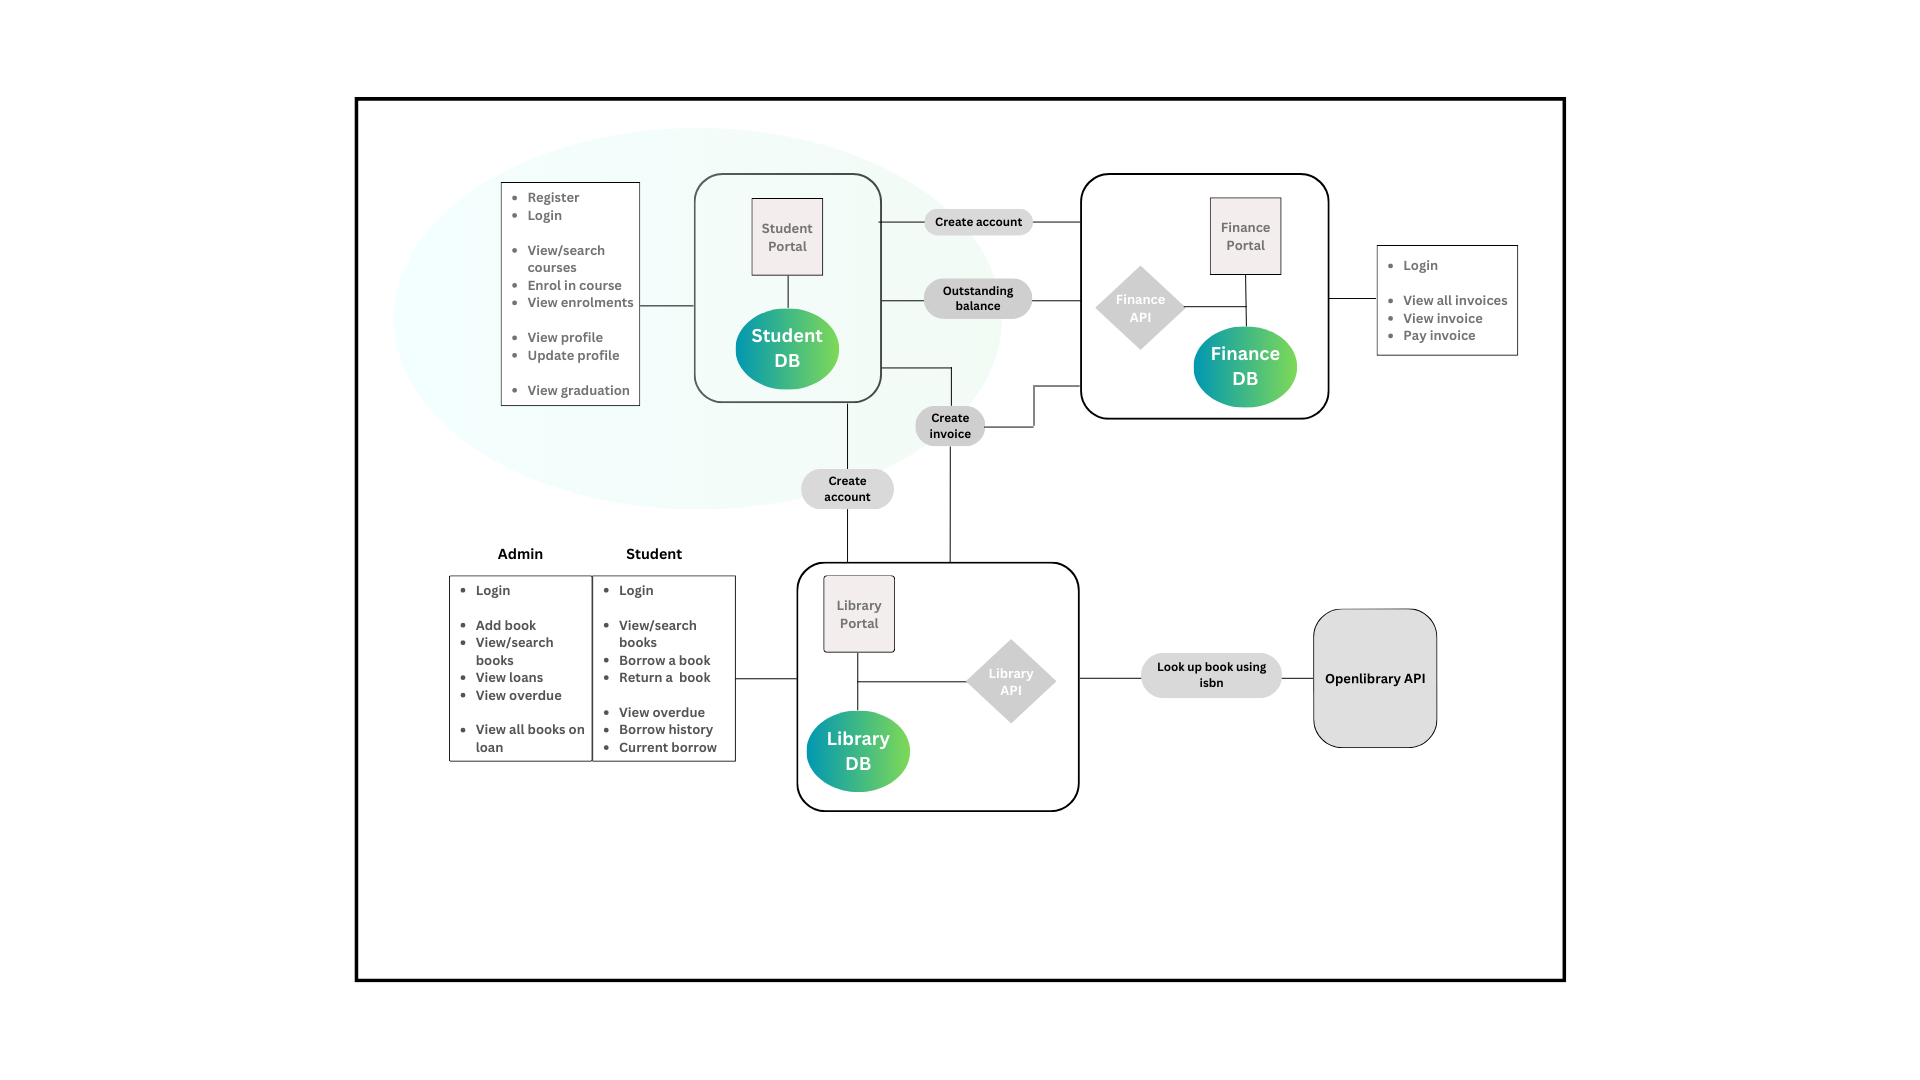 Register
Login
View/search
courses
Enrol in course
View enrolments
View profile
Update profile
View graduation
Student
Portal
Student
DB
Create account
Outstanding
balance
Create
invoice
Create
account
Finance
Portal
Finance
API
Finance
DB
Login
View all invoices
View invoice
Pay invoice
Admin
Login
Add book
View/search
books
View loans
View overdue
View all books on
loan
Student
Login
View/search
books
Borrow a book
Return a book
View overdue
Borrow history
Current borrow
Library
Portal
Library
API
Library
DB
Look up book using
isbn
Openlibrary API